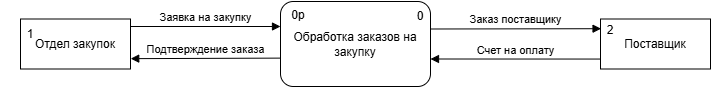 1
Отдел закупок
Заявка на закупку
Подтверждение заказа
0р 0
Обработка заказов на
закупку
Заказ поставщику
Счет на оплату
2
Поставщик